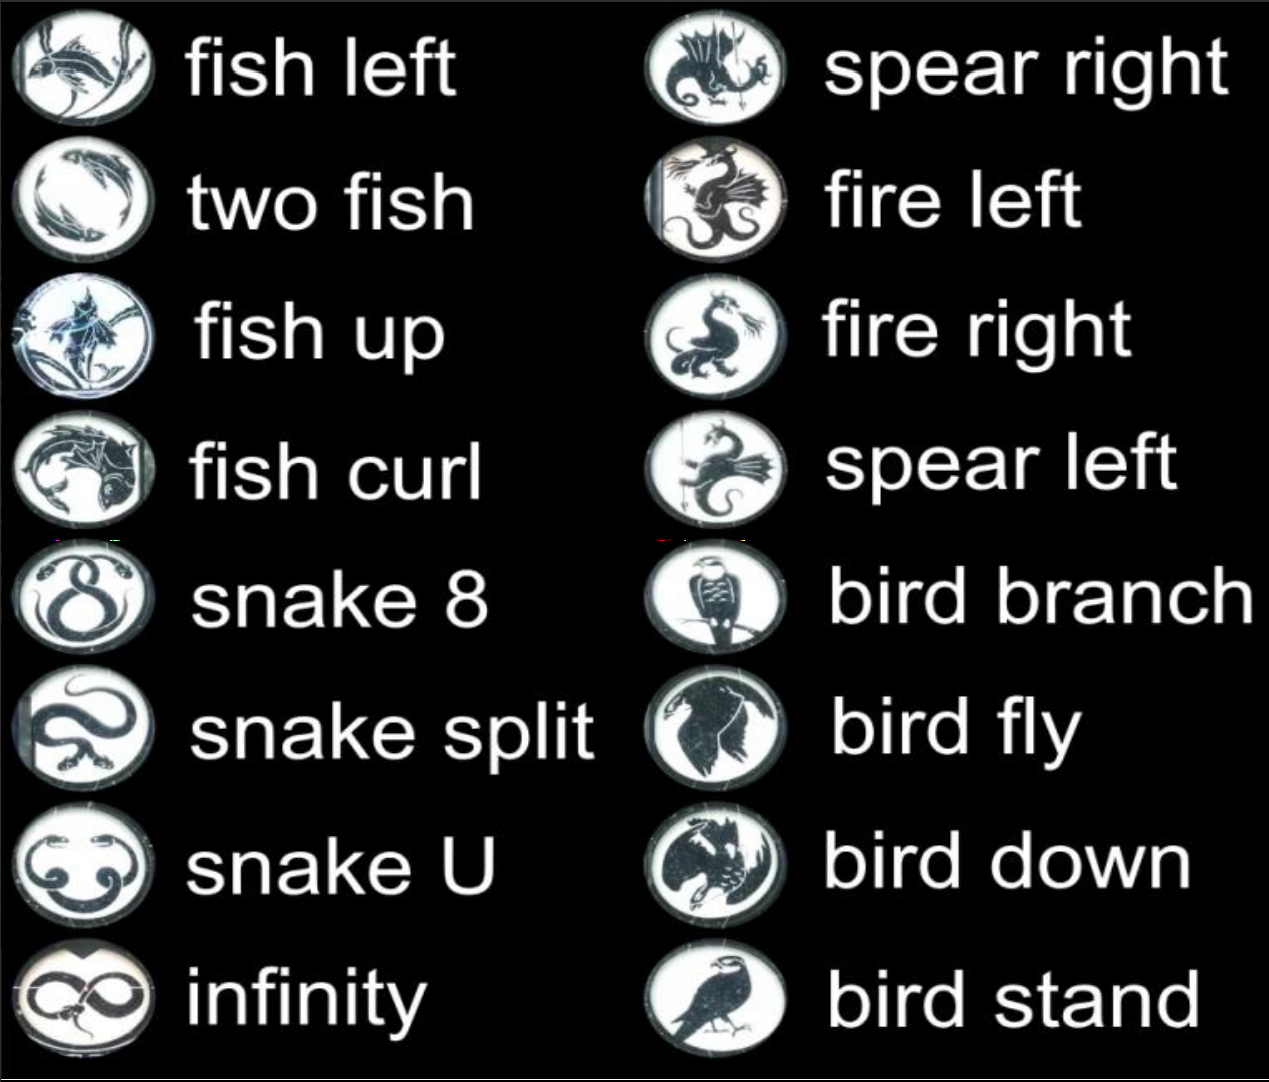 fish left
spear right
two fish
fire left
fish up
fire right
fish curl
spear left
snake 8
bird branch
snake split
bird fly
snake U
bird down
infinity
bird stand